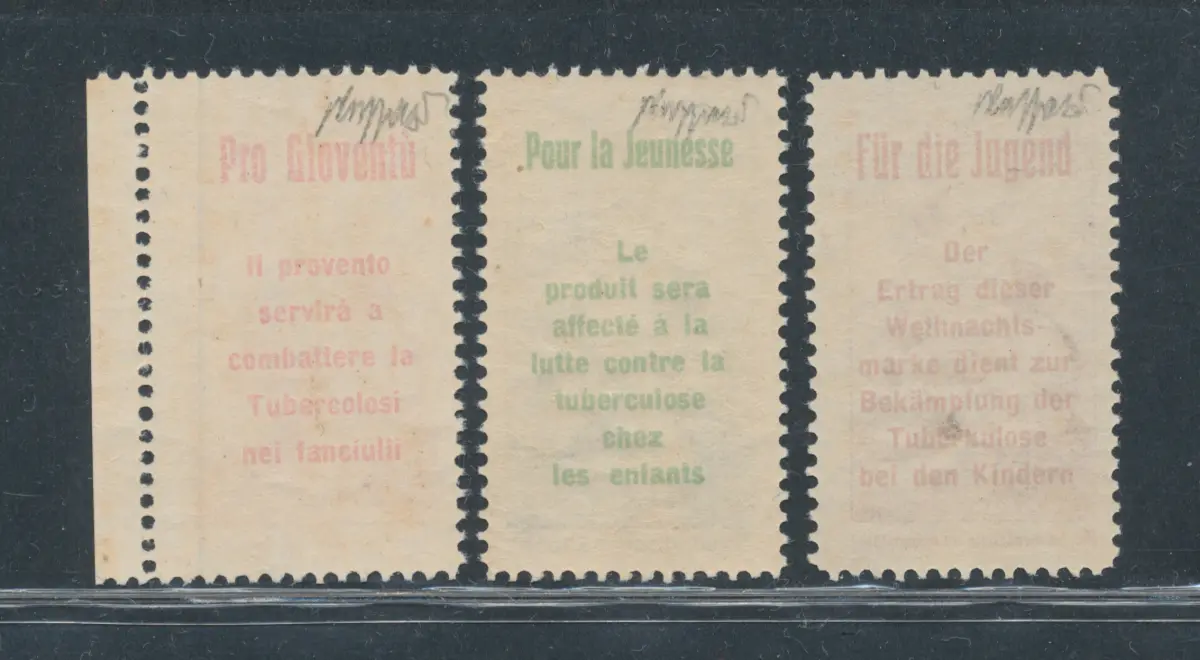 Pro Gioventù
Il provento
servirà a
combattere la
Tubercolosi
nei fanciulli
Pour la Jeunesse
Le
produit sera
affecté à la
lutte contre la
tuberculose
chez
les enfants
Für die Jugend
Der
Ertrag dieser
Weihnachts-
marke dient zur
Bekämpfung der
Tuberkulose
bei den Kindern